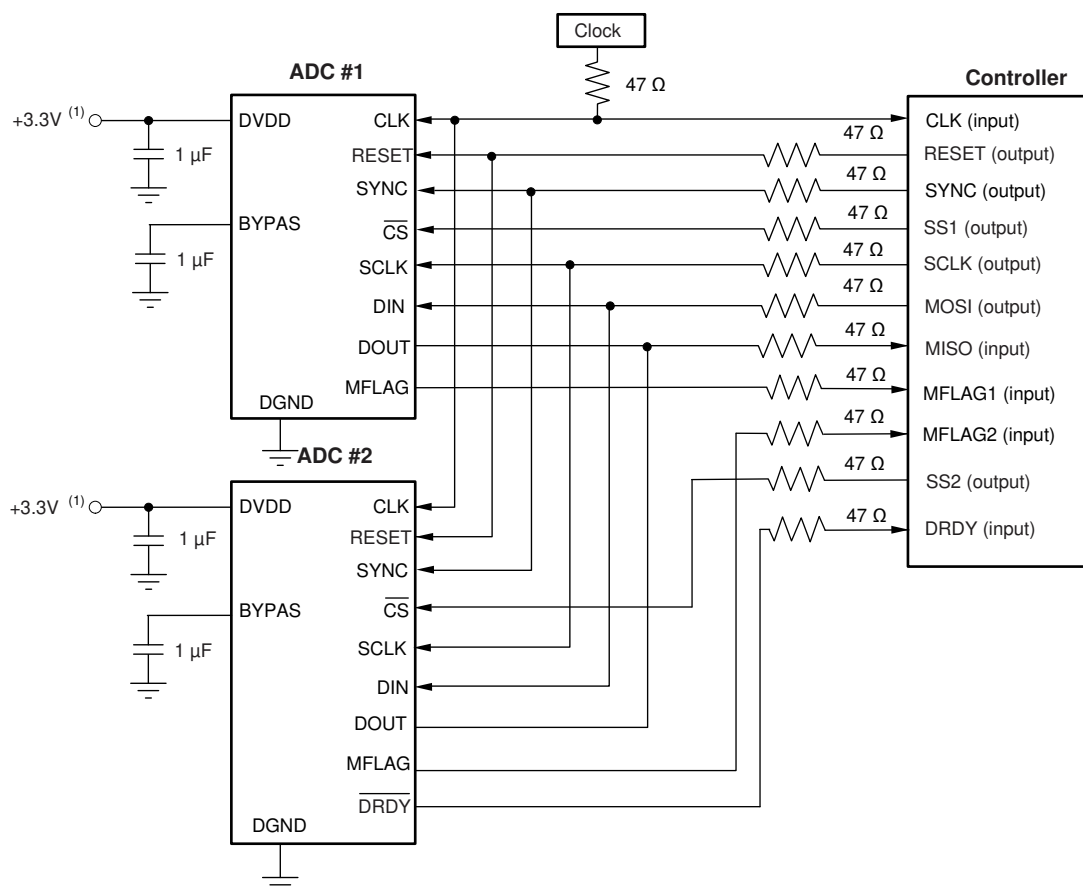 Clock
47 Ω
ADC #1
Controller
+3.3V (1)
DVDD
1 µF
BYPAS
1 µF
DGND
CLK
RESET
SYNC
CS
SCLK
DIN
DOUT
MFLAG
47 Ω
47 Ω
47 Ω
47 Ω
47 Ω
47 Ω
47 Ω
47 Ω
47 Ω
47 Ω
CLK (input)
RESET (output)
SYNC (output)
SS1 (output)
SCLK (output)
MOSI (output)
MISO (input)
MFLAG1 (input)
MFLAG2 (input)
SS2 (output)
DRDY (input)
ADC #2
+3.3V (1)
DVDD
1 µF
BYPAS
1 µF
DGND
CLK
RESET
SYNC
CS
SCLK
DIN
DOUT
MFLAG
DRDY